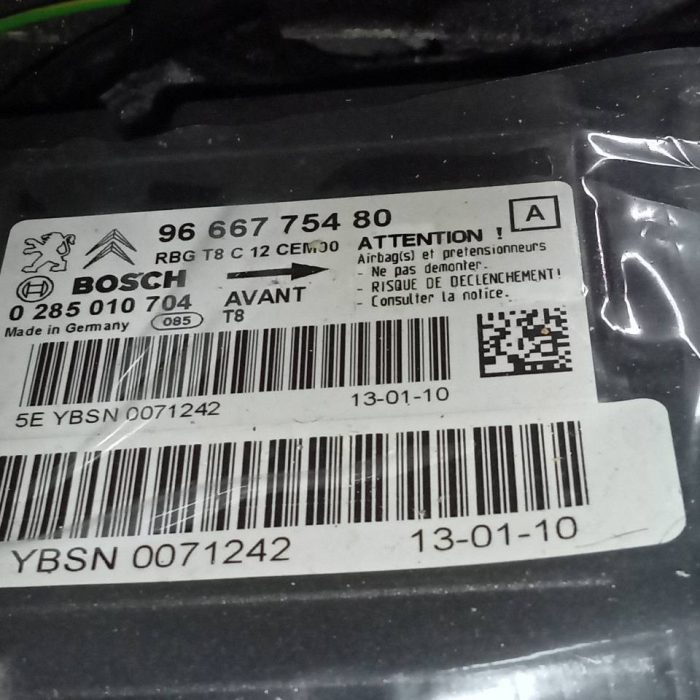 96 667 754 80
A
RBG T8 C 12 CEM00
ATTENTION !
Airbag(s) et pretensionneurs
- Ne pas demonter.
- RISQUE DE DECLENCHEMENT!
- Consulter la notice.
BOSCH
0 285 010 704
AVANT
Made in Germany
085
T8
5E YBSN 0071242
13-01-10
YBSN 0071242
13-01-10